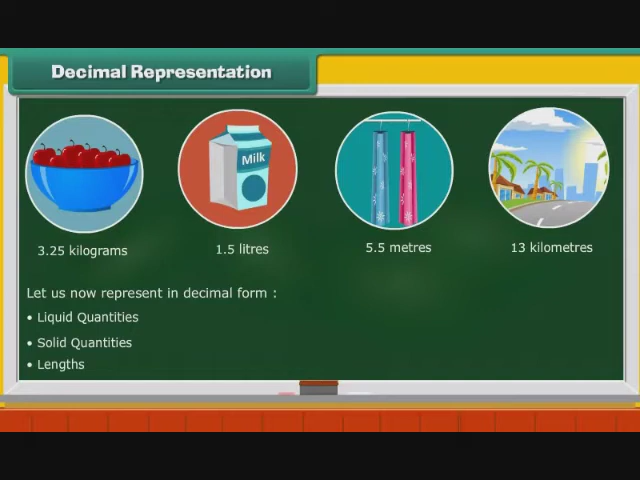 Decimal Representation
Milk
3.25 kilograms
1.5 litres
5.5 metres
13 kilometres
Let us now represent in decimal form :
• Liquid Quantities
• Solid Quantities
• Lengths